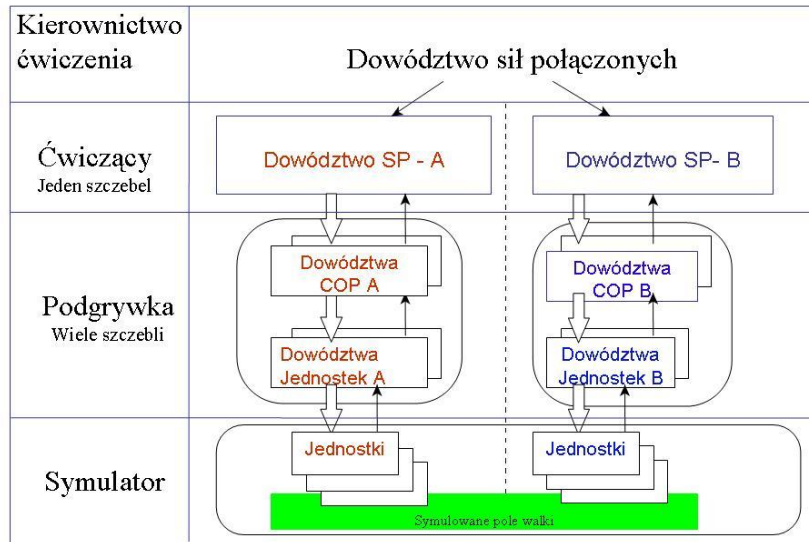 Kierownictwo
ćwiczenia
Dowództwo sił połączonych
Ćwiczący
Jeden szczebel
Dowództwo SP - A
Dowództwo SP- B
Podgrywka
Wiele szczebli
Dowództwa
COP A
Dowództwa
COP B
Dowództwa
Jednostek A
Dowództwa
Jednostek B
Symulator
Jednostki
Jednostki
Symulowane pole walki